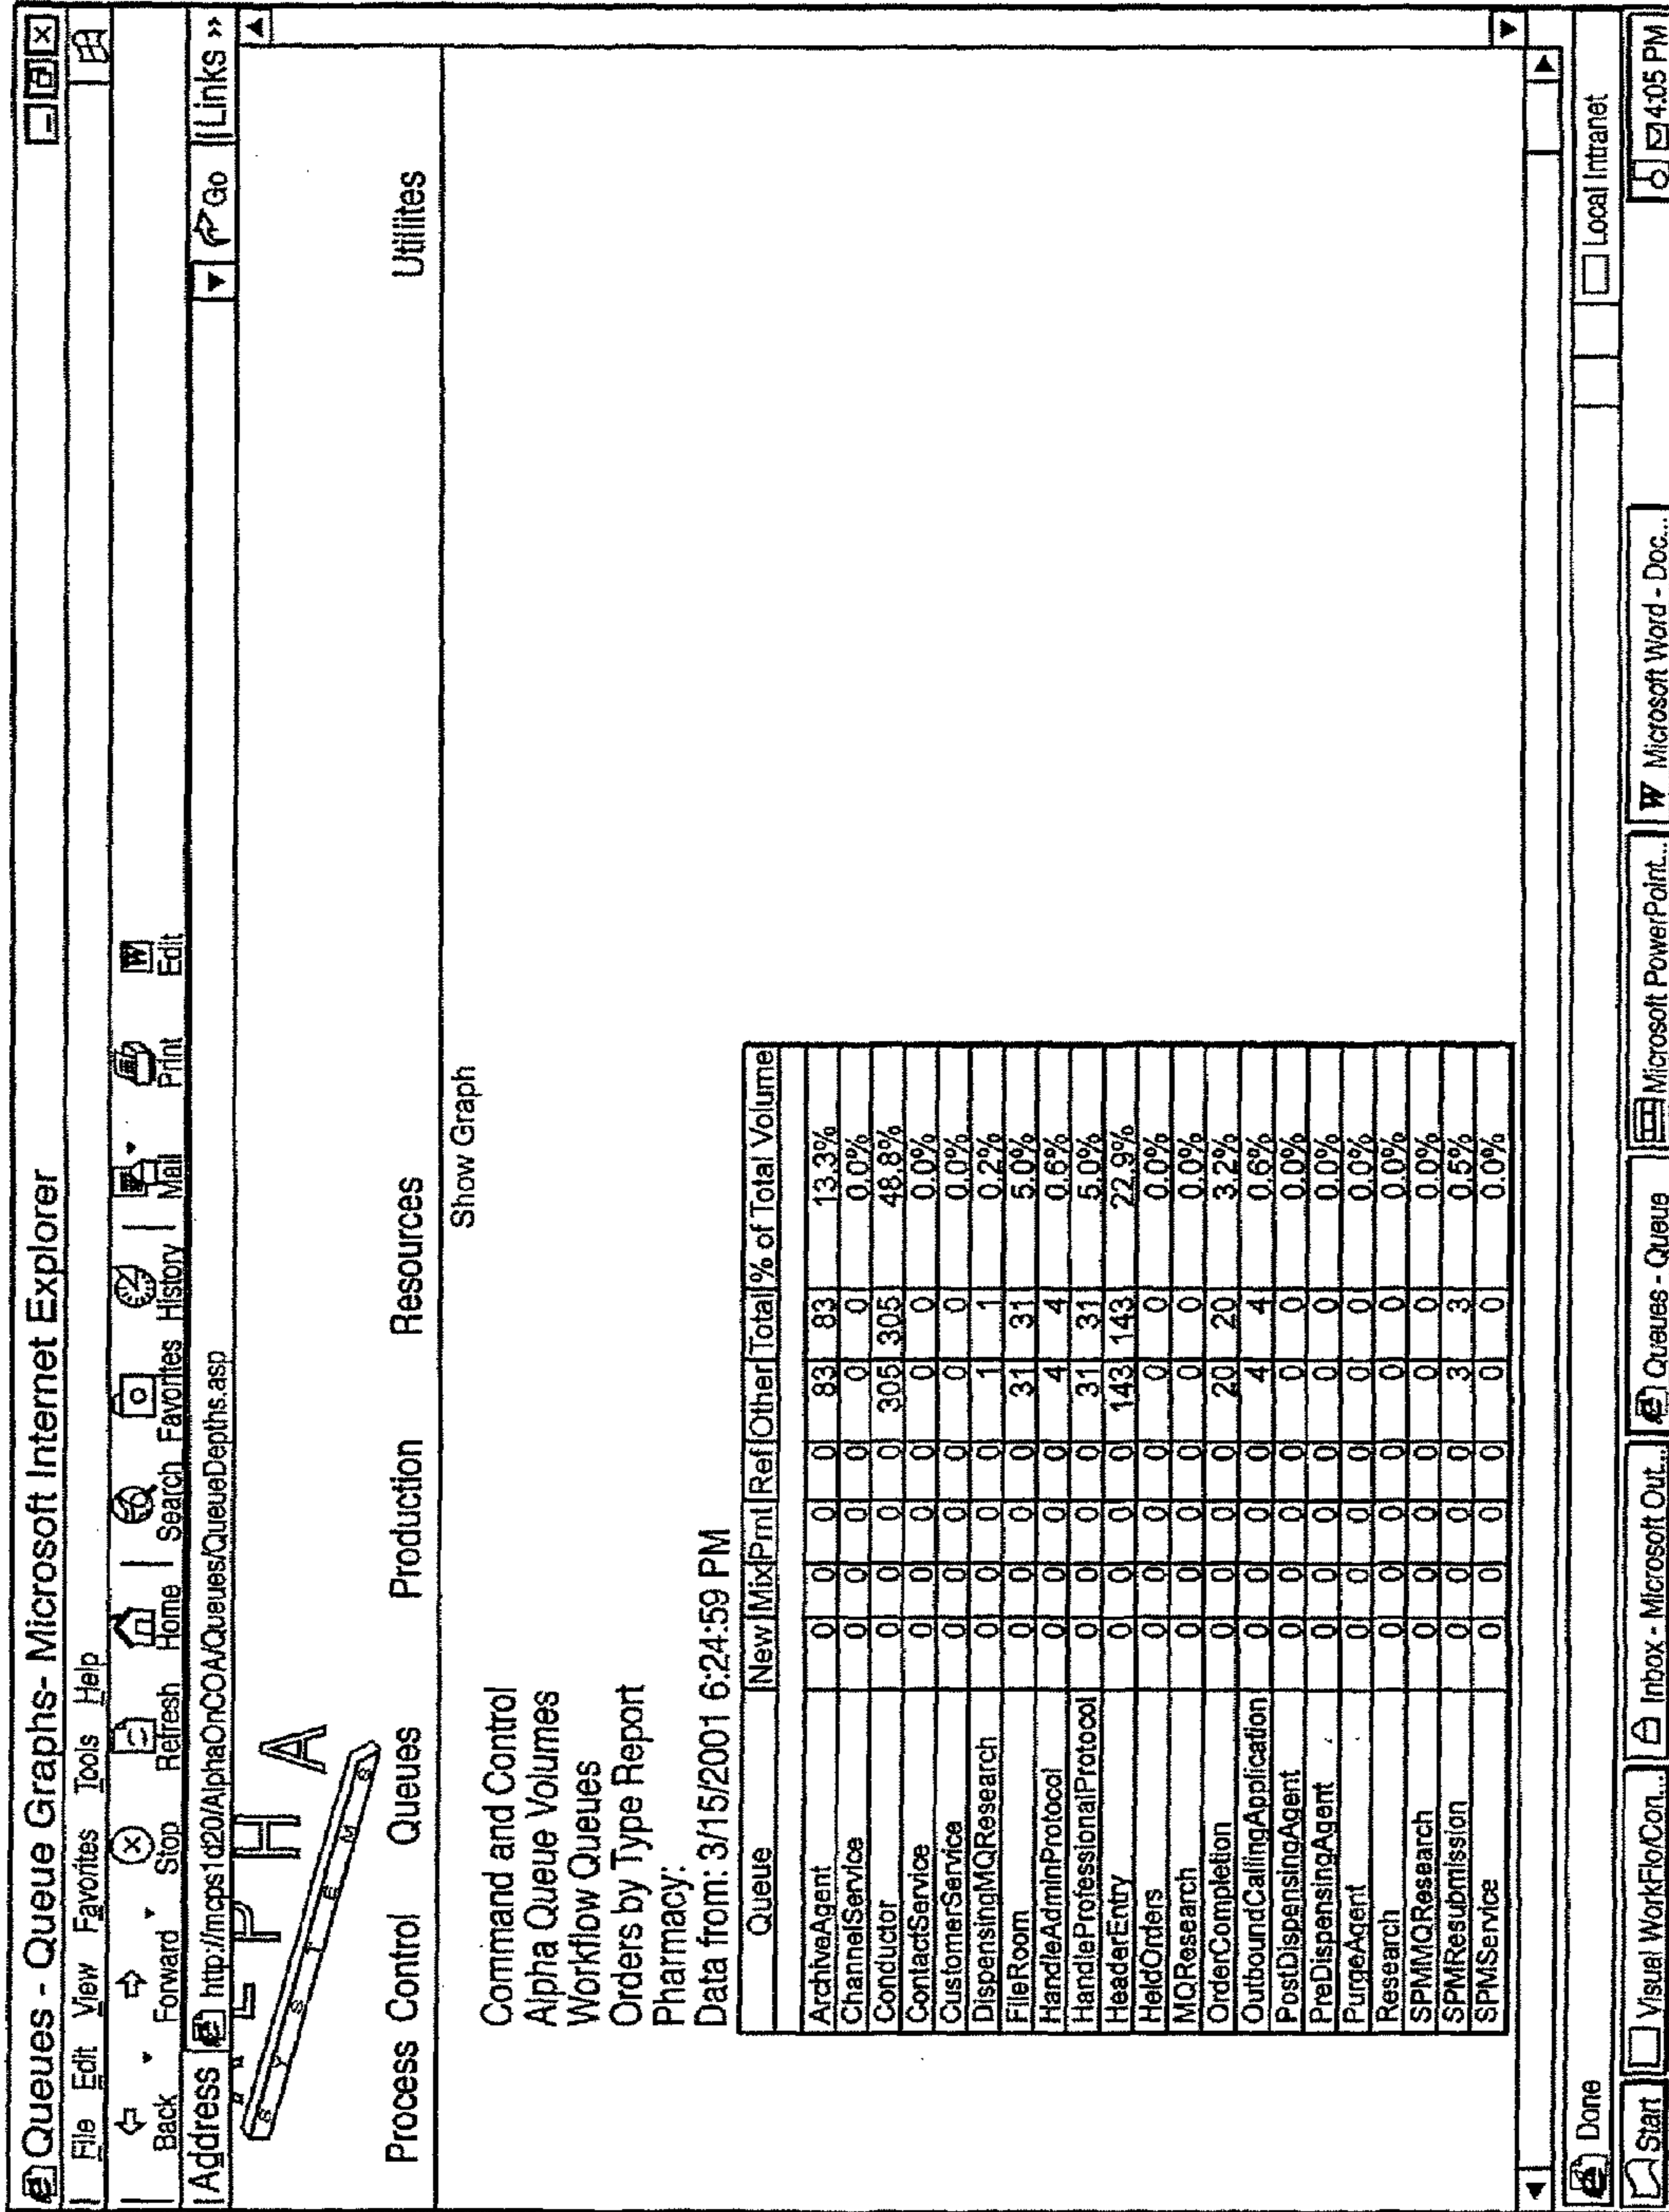 Queues - Queue Graphs- Microsoft Internet Explorer
File Edit View Favorites Tools Help
Back Forward Stop Refresh Home Search Favorites History Mail Print Edit
Address http://mcps1d20/AlphaOnCOA/Queues/QueueDepths.asp Go Links »
A L P H A
S Y S T E M S
Process Control Queues Production Resources Utiliites
Show Graph
Command and Control
Alpha Queue Volumes
Workflow Queues
Orders by Type Report
Pharmacy:
Data from: 3/15/2001 6:24:59 PM
Queue New Mix Pmt Ref Other Total % of Total Volume
ArchiveAgent 0 0 0 0 83 83 13.3%
ChannelService 0 0 0 0 0 0 0.0%
Conductor 0 0 0 0 305 305 48.8%
ContactService 0 0 0 0 0 0 0.0%
CustomerService 0 0 0 0 0 0 0.0%
DispensingMQResearch 0 0 0 0 1 1 0.2%
FileRoom 0 0 0 0 31 31 5.0%
HandleAdminProtocol 0 0 0 0 4 4 0.6%
HandleProfessionalProtocol 0 0 0 0 31 31 5.0%
HeaderEntry 0 0 0 0 143 143 22.9%
HeldOrders 0 0 0 0 0 0 0.0%
MQResearch 0 0 0 0 0 0 0.0%
OrderCompletion 0 0 0 0 20 20 3.2%
OutboundCallingApplication 0 0 0 0 4 4 0.6%
PostDispensingAgent 0 0 0 0 0 0 0.0%
PreDispensingAgent 0 0 0 0 0 0 0.0%
PurgeAgent 0 0 0 0 0 0 0.0%
Research 0 0 0 0 0 0 0.0%
SPMMQResearch 0 0 0 0 0 0 0.0%
SPMResubmission 0 0 0 0 3 3 0.5%
SPMService 0 0 0 0 0 0 0.0%
Done Local Intranet
Start Visual WorkFlo/Con... Inbox - Microsoft Out... Queues - Queue Microsoft PowerPoint... W Microsoft Word - Doc... 4:05 PM